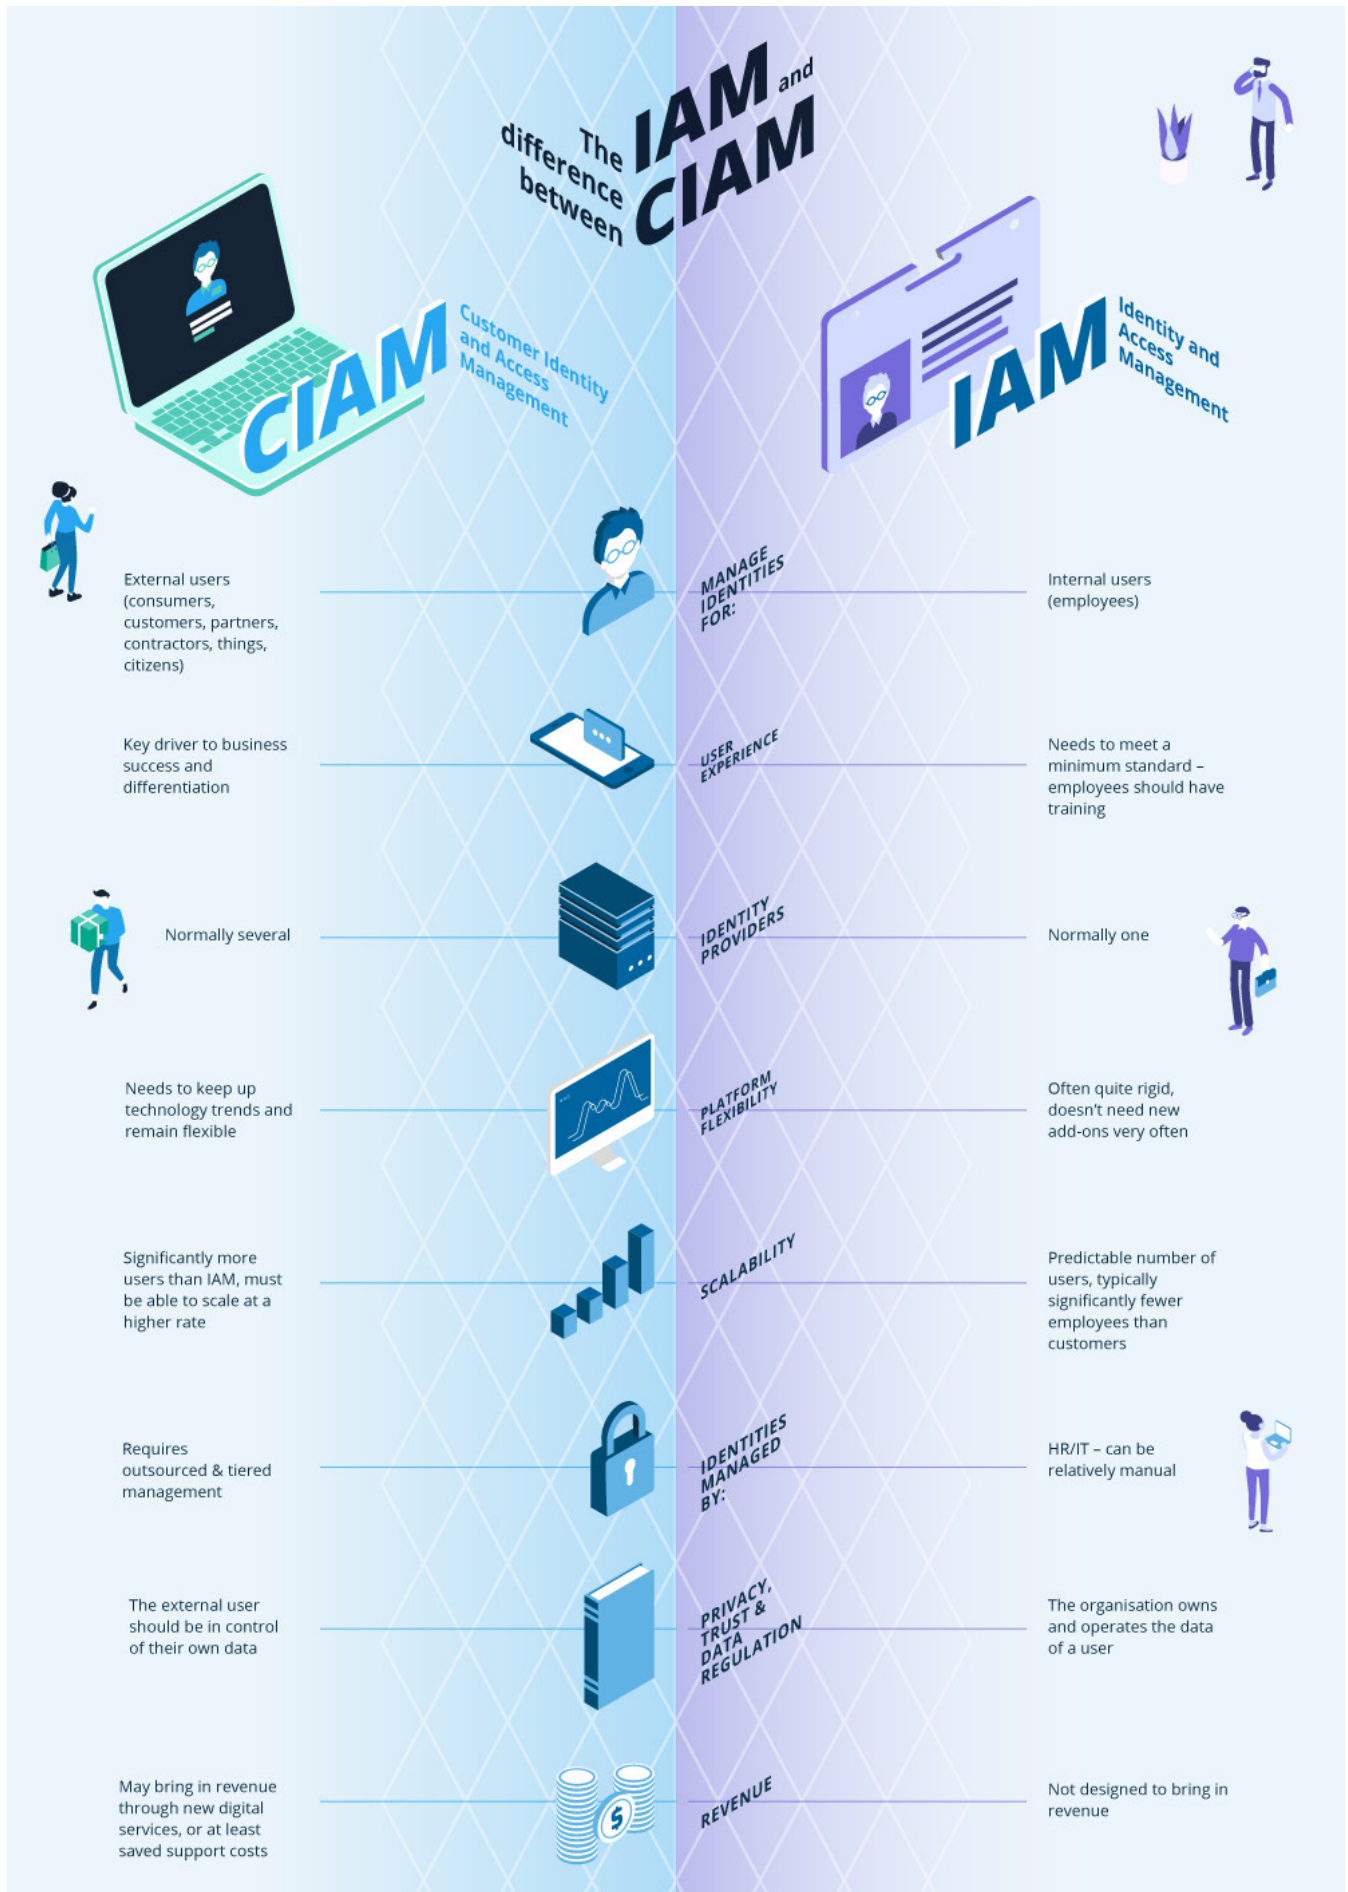 The
difference
between
IAM and
CIAM
CIAM
Customer Identity
and Access
Management
IAM
Identity and
Access
Management
External users
(consumers,
customers, partners,
contractors, things,
citizens)
MANAGE
IDENTITIES
FOR:
Internal users
(employees)
Key driver to business
success and
differentiation
USER
EXPERIENCE
Needs to meet a
minimum standard –
employees should have
training
Normally several
IDENTITY
PROVIDERS
Normally one
Needs to keep up
technology trends and
remain flexible
PLATFORM
FLEXIBILITY
Often quite rigid,
doesn't need new
add-ons very often
Significantly more
users than IAM, must
be able to scale at a
higher rate
SCALABILITY
Predictable number of
users, typically
significantly fewer
employees than
customers
Requires
outsourced & tiered
management
IDENTITIES
MANAGED
BY:
HR/IT – can be
relatively manual
The external user
should be in control
of their own data
PRIVACY,
TRUST &
DATA
REGULATION
The organisation owns
and operates the data
of a user
May bring in revenue
through new digital
services, or at least
saved support costs
$
REVENUE
Not designed to bring in
revenue